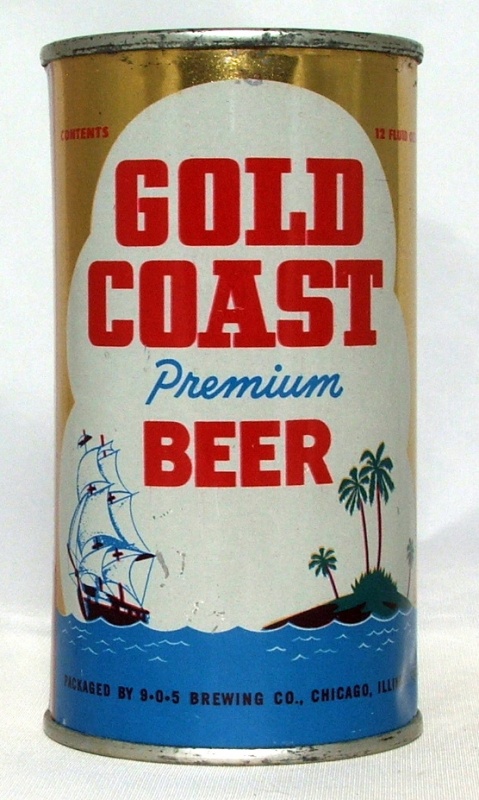 CONTENTS 12 FLUID
GOLD
COAST
Premium
BEER
PACKAGED BY 9-0-5 BREWING CO., CHICAGO,